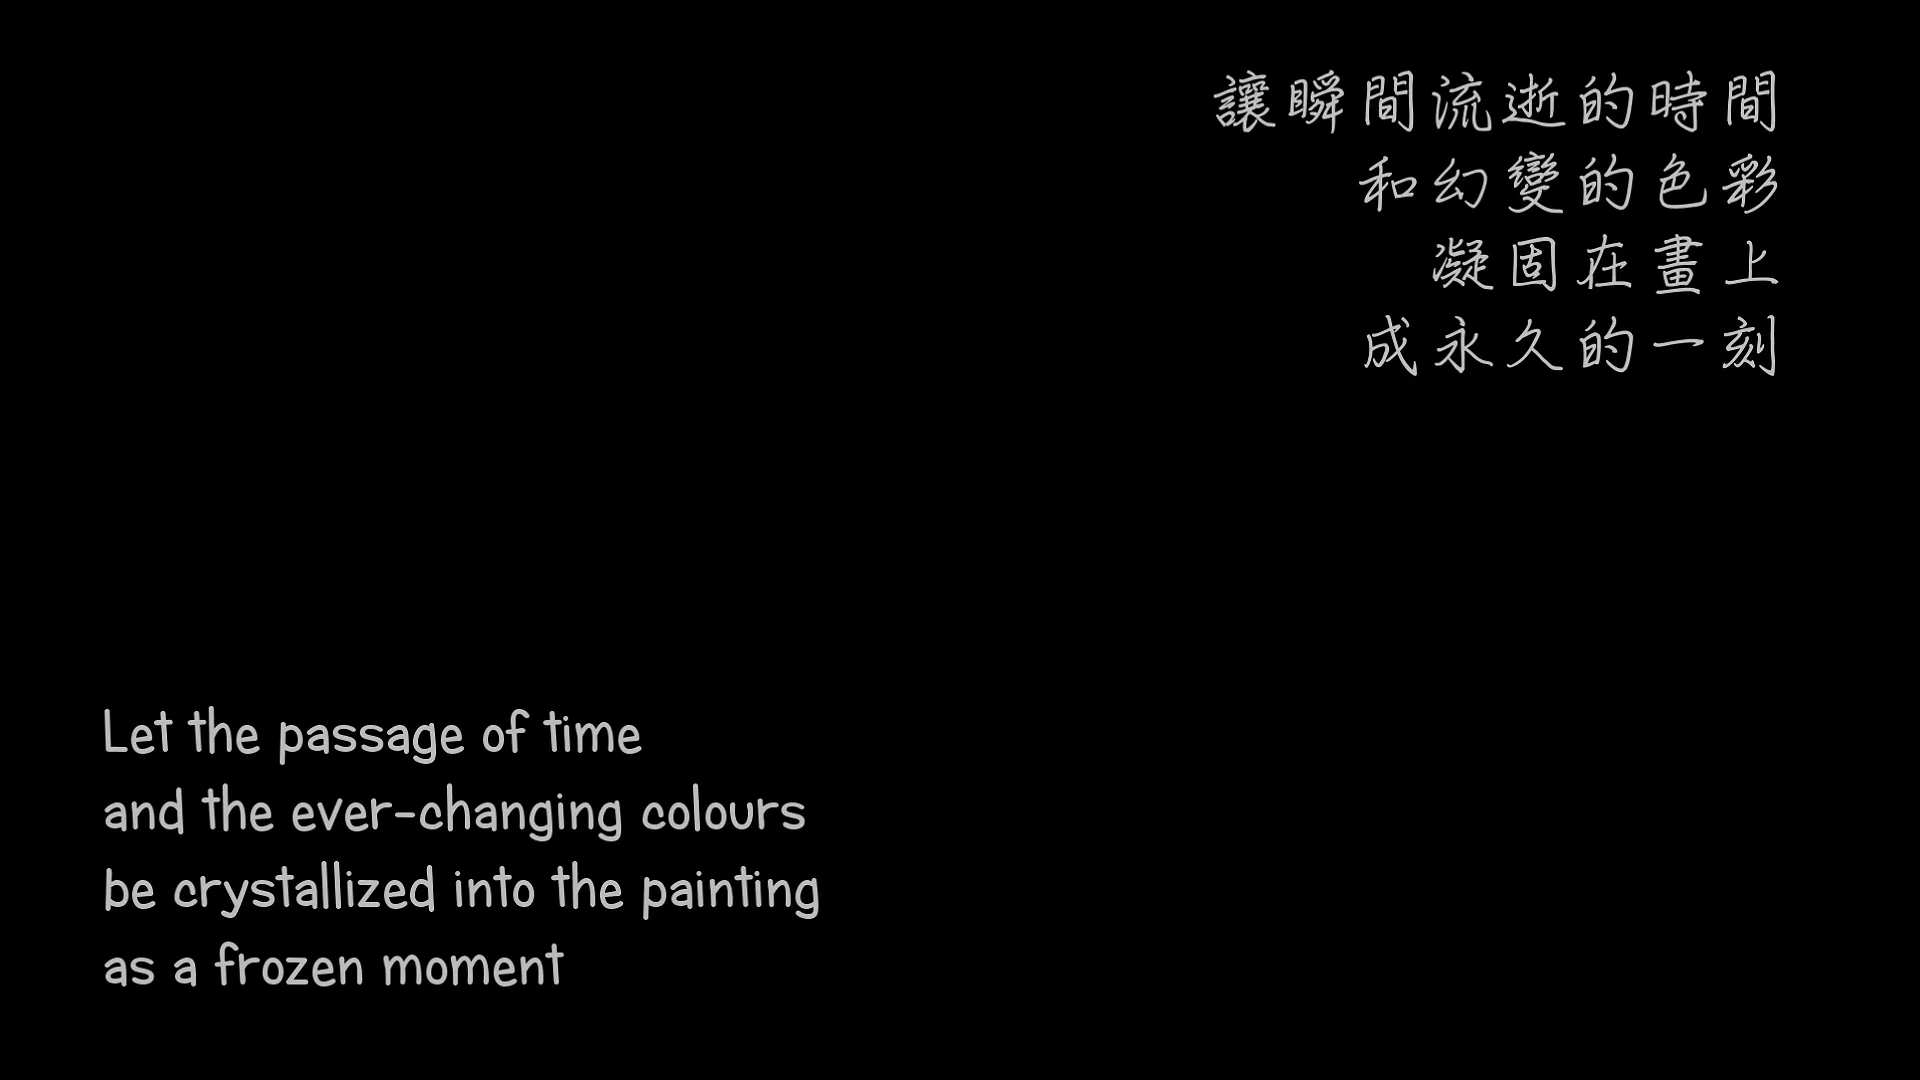 讓瞬間流逝的時間
和幻變的色彩
凝固在畫上
成永久的一刻
Let the passage of time
and the ever-changing colours
be crystallized into the painting
as a frozen moment